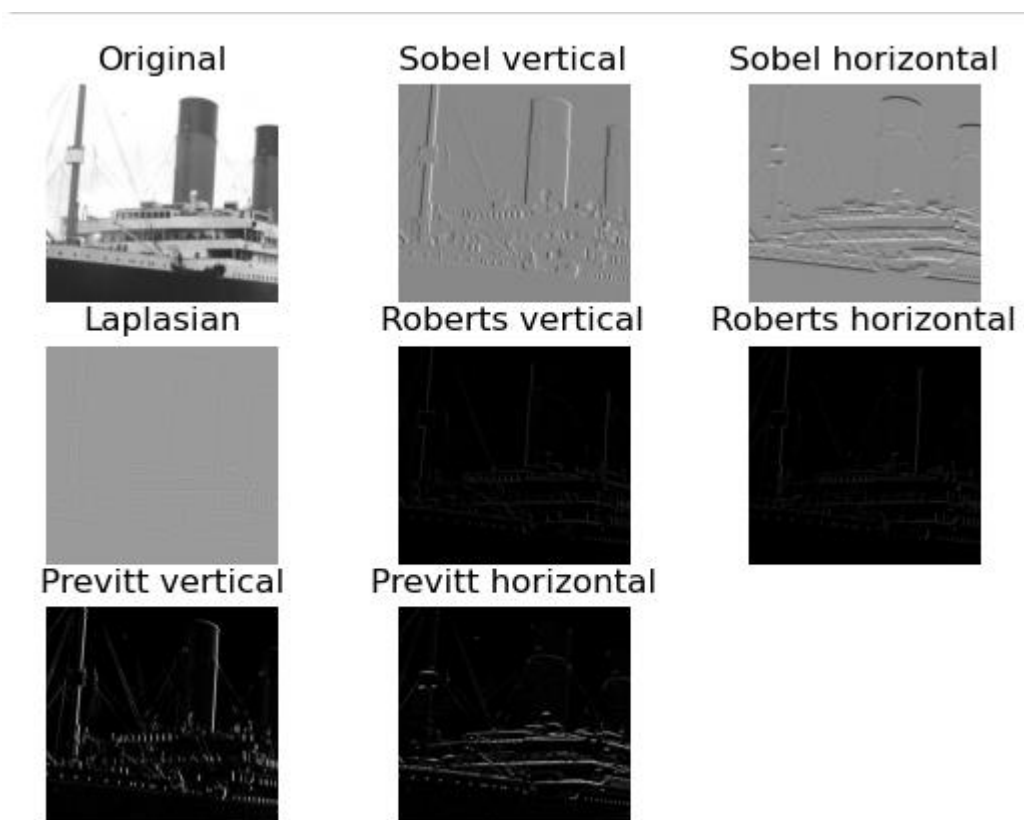 Original
Sobel vertical
Sobel horizontal
Laplasian
Roberts vertical
Roberts horizontal
Previtt vertical
Previtt horizontal